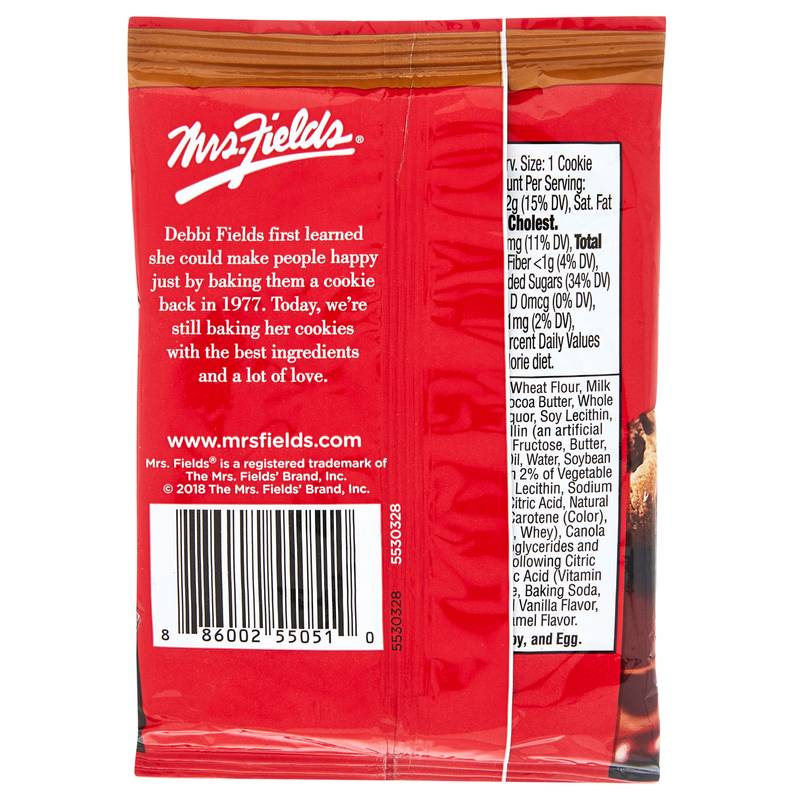 Mrs. Fields®
Debbi Fields first learned
she could make people happy
just by baking them a cookie
back in 1977. Today, we're
still baking her cookies
with the best ingredients
and a lot of love.
www.mrsfields.com
Mrs. Fields® is a registered trademark of
The Mrs. Fields' Brand, Inc.
© 2018 The Mrs. Fields' Brand, Inc.
8 86002 55051 0
5530328
5530328
rv. Size: 1 Cookie
unt Per Serving:
2g (15% DV), Sat. Fat
Cholest.
mg (11% DV), Total
Fiber <1g (4% DV),
ded Sugars (34% DV)
D 0mcg (0% DV),
1mg (2% DV),
rcent Daily Values
lorie diet.
Wheat Flour, Milk
ocoa Butter, Whole
quor, Soy Lecithin,
llin (an artificial
Fructose, Butter,
Oil, Water, Soybean
n 2% of Vegetable
Lecithin, Sodium
Citric Acid, Natural
Carotene (Color),
, Whey), Canola
oglycerides and
ollowing Citric
c Acid (Vitamin
e, Baking Soda,
l Vanilla Flavor,
amel Flavor.
oy, and Egg.